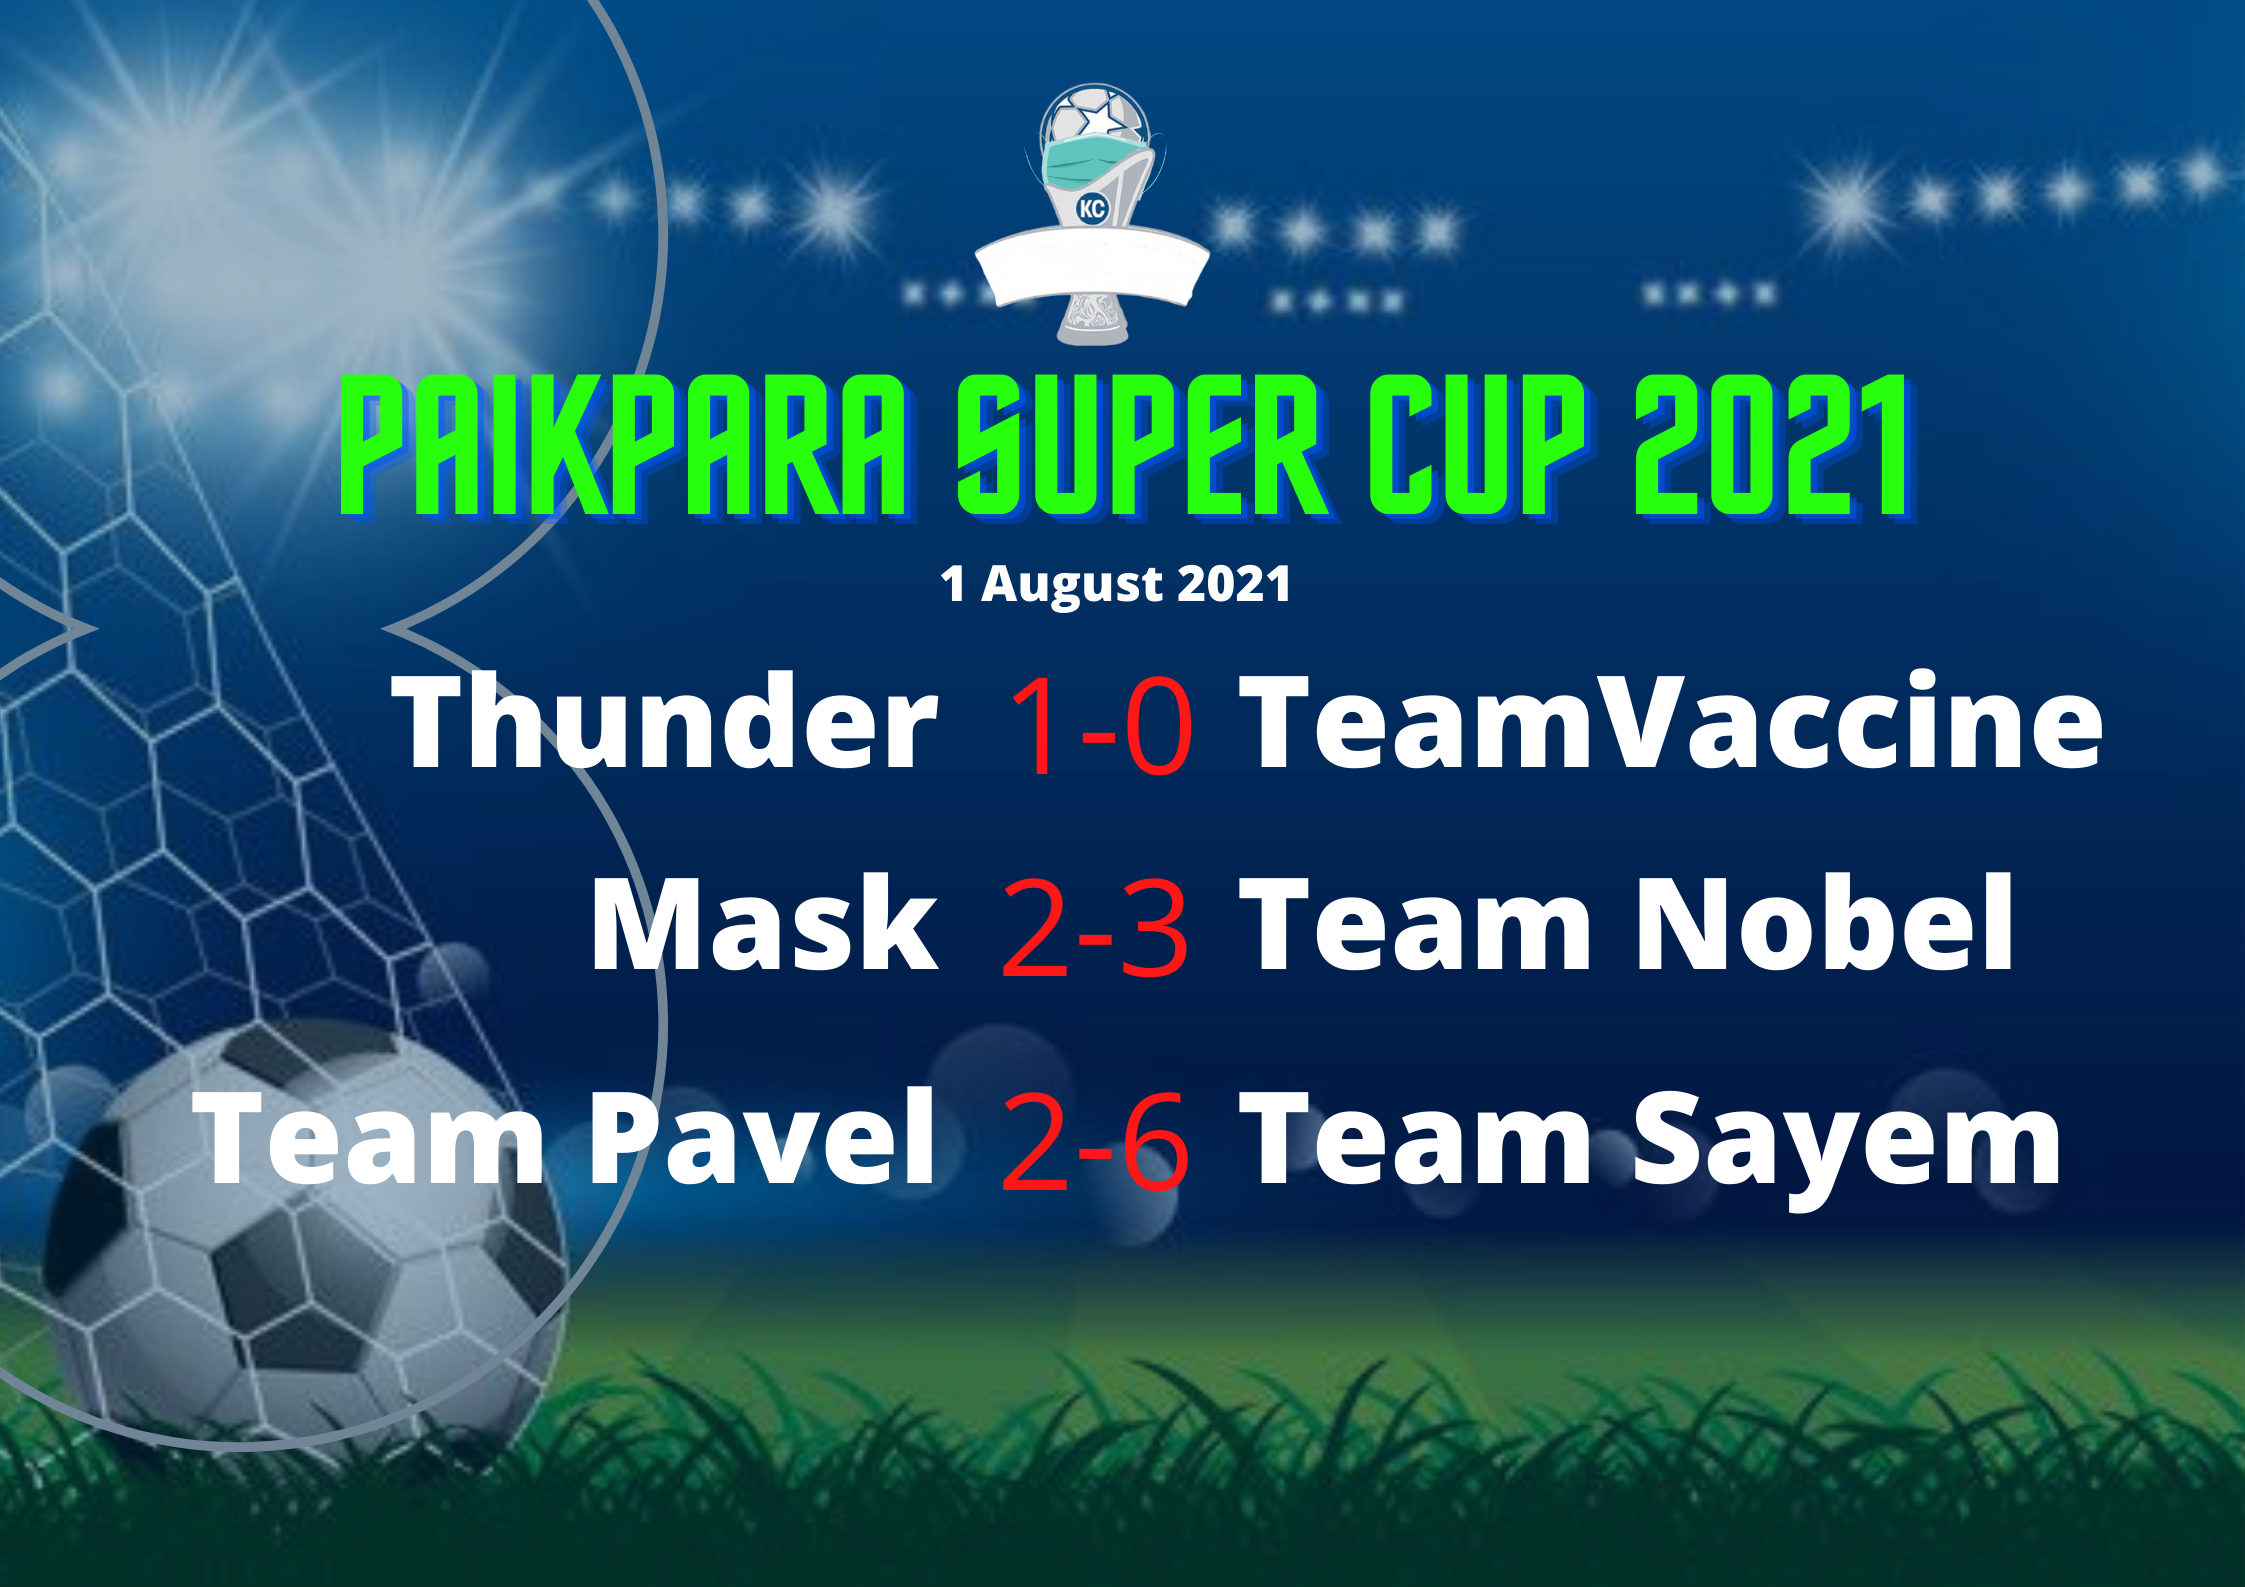 KC
PAIKPARA SUPER CUP 2021
1 August 2021
Thunder 1-0 TeamVaccine
Mask 2-3 Team Nobel
Team Pavel 2-6 Team Sayem